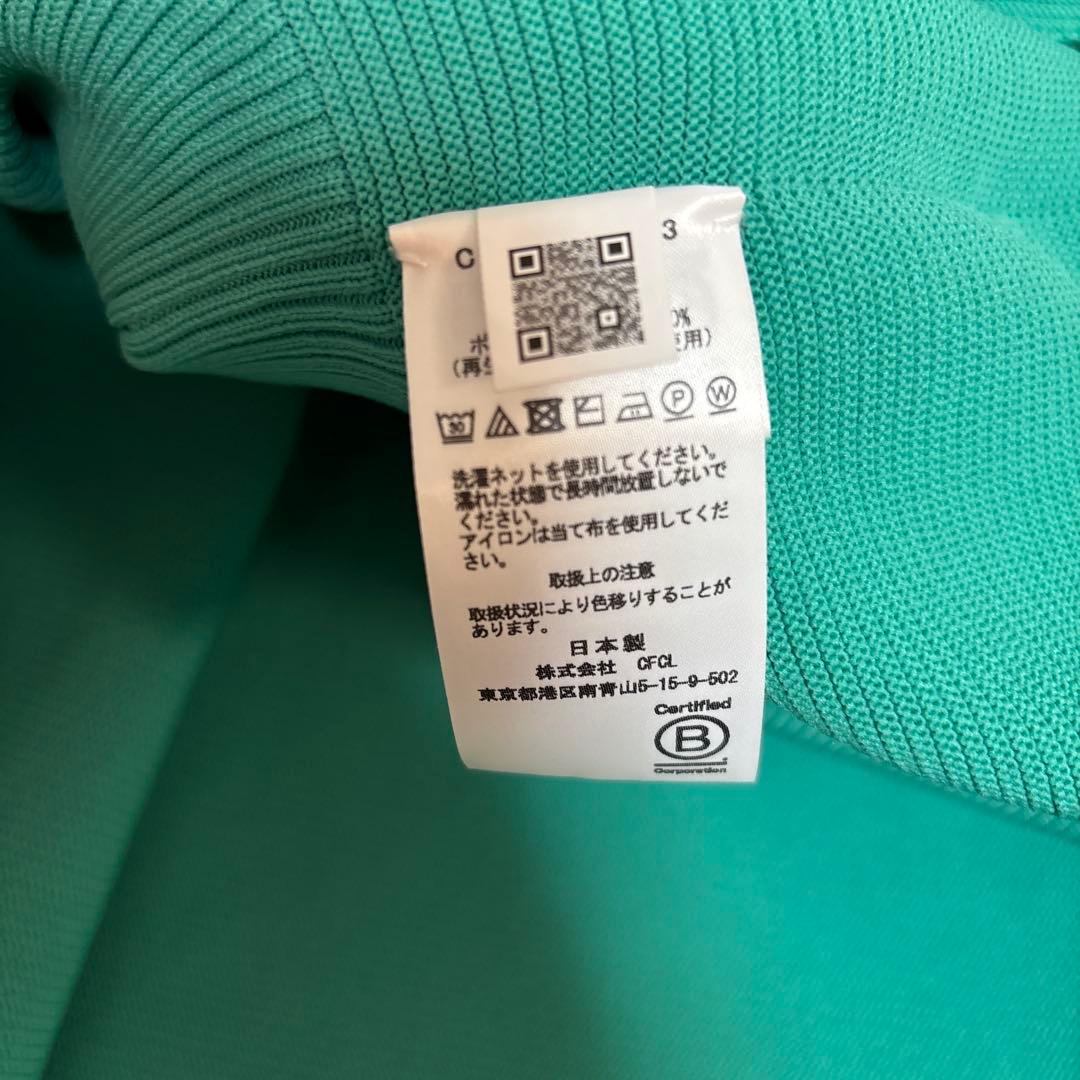 C 3
0%
(再 使用)
30 P W
洗濯ネットを使用してください。
濡れた状態で長時間放置しないで
ください。
アイロンは当て布を使用してくだ
さい。
取扱上の注意
取扱状況により色移りすることが
あります。
日本製
株式会社 CFCL
東京都港区南青山5-15-9-502
Certified
B
Corporation